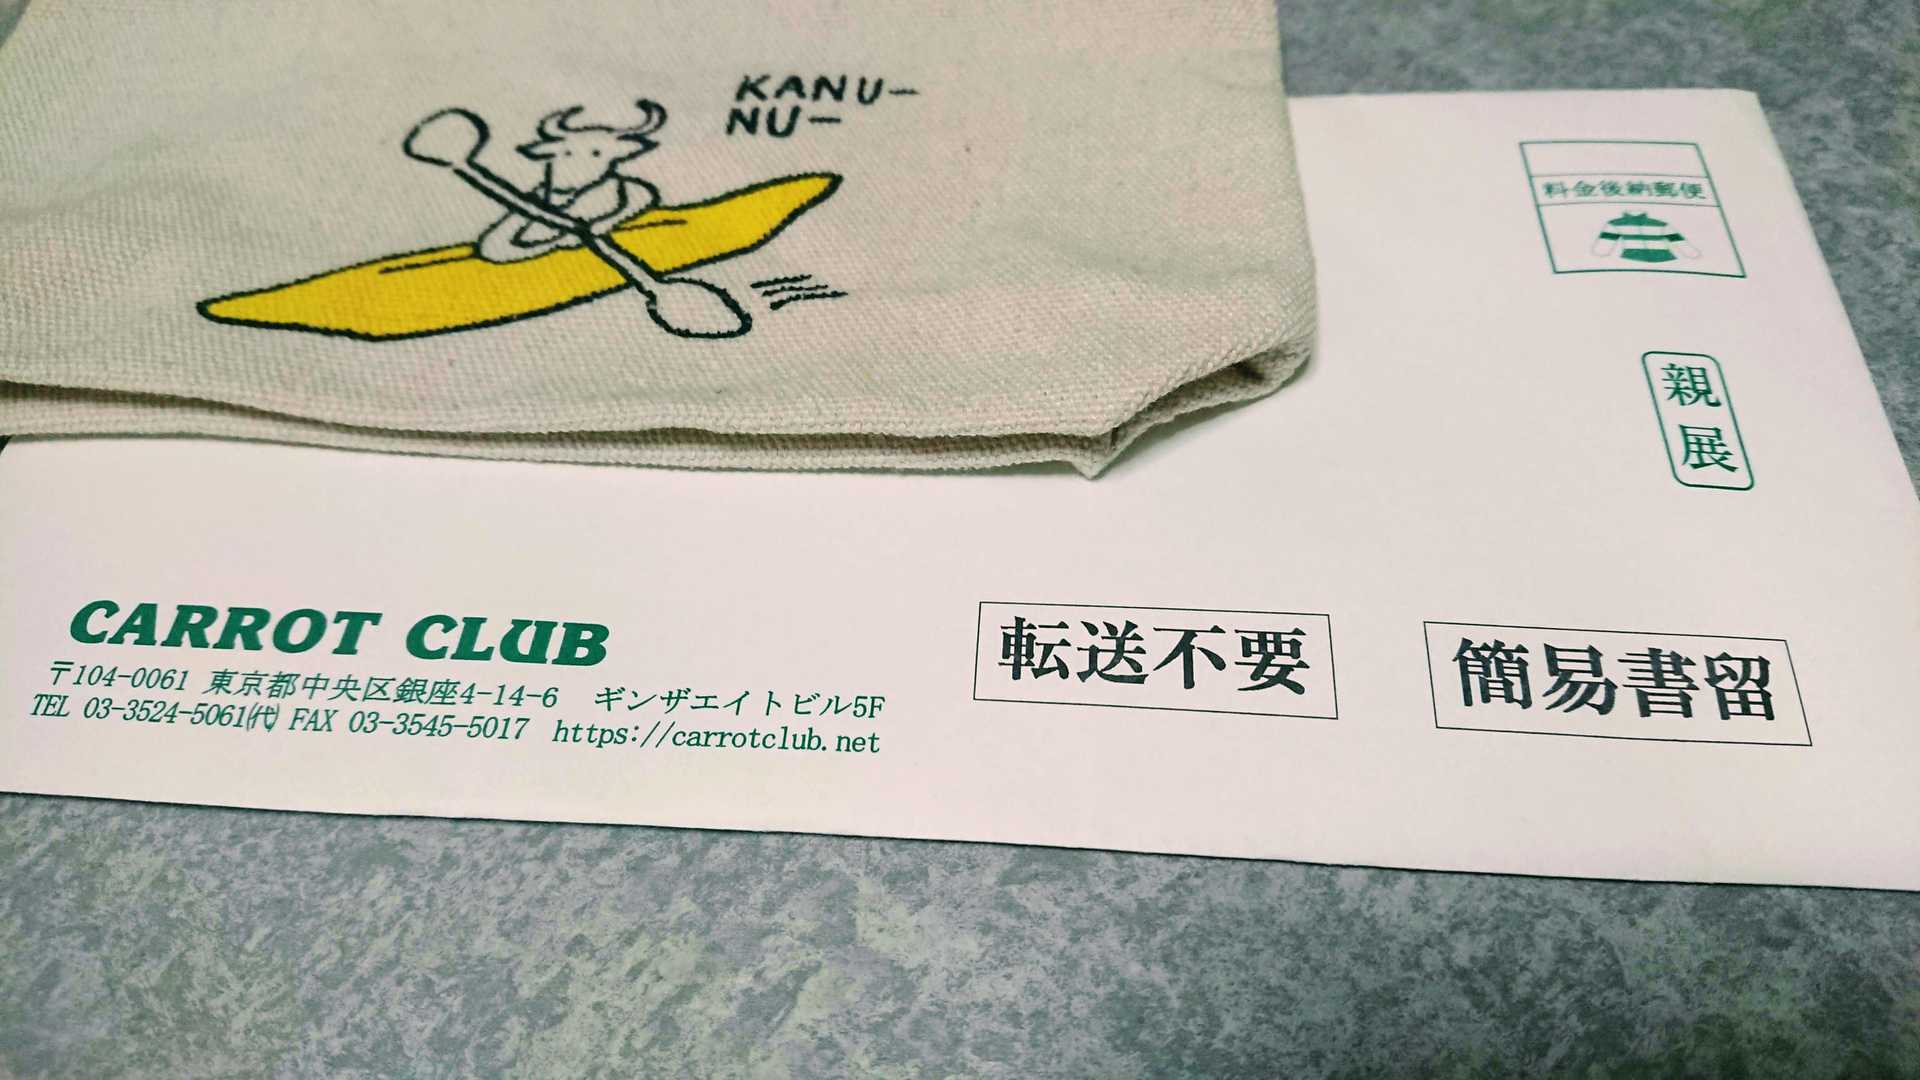 KANU-
NU-
料金後納郵便
親展
CARROT CLUB
〒104-0061 東京都中央区銀座4-14-6 ギンザエイトビル5F
TEL 03-3524-5061㈹ FAX 03-3545-5017 https://carrotclub.net
転送不要
簡易書留